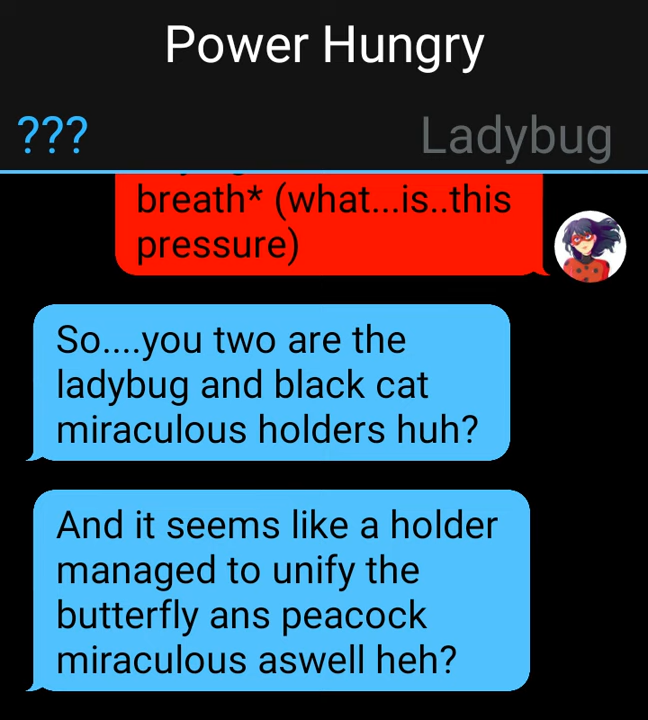 Power Hungry
??? Ladybug
breath* (what...is..this
pressure)
So....you two are the
ladybug and black cat
miraculous holders huh?
And it seems like a holder
managed to unify the
butterfly ans peacock
miraculous aswell heh?